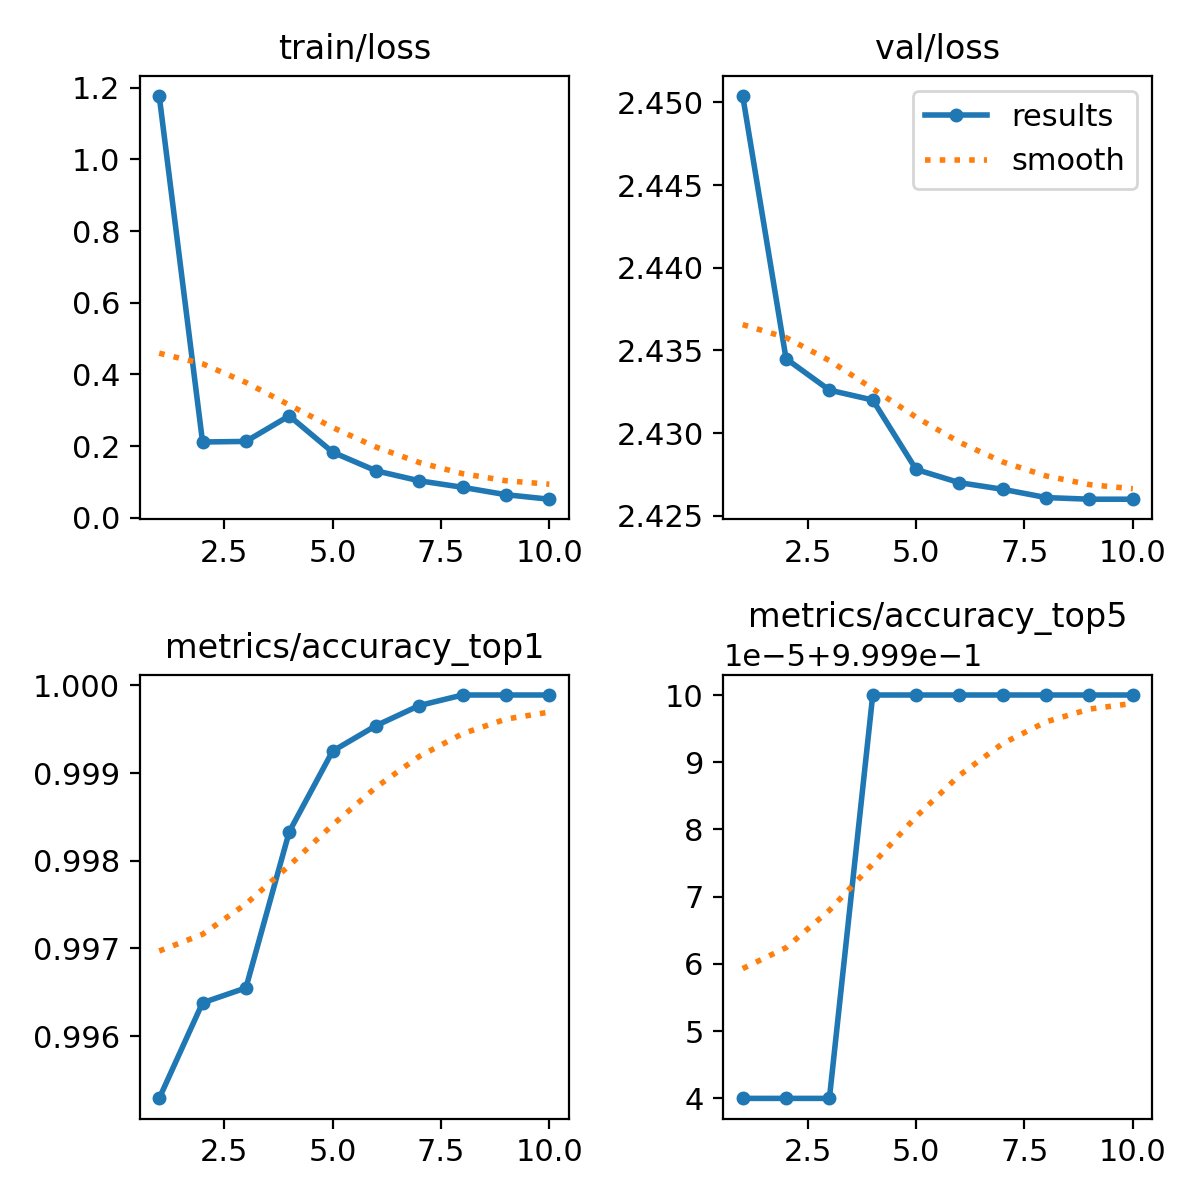 train/loss
1.2
1.0
0.8
0.6
0.4
0.2
0.0
2.5 5.0 7.5 10.0
val/loss
2.450
2.445
2.440
2.435
2.430
2.425
results
smooth
2.5 5.0 7.5 10.0
metrics/accuracy_top1
1.000
0.999
0.998
0.997
0.996
2.5 5.0 7.5 10.0
metrics/accuracy_top5
1e−5+9.999e−1
10
9
8
7
6
5
4
2.5 5.0 7.5 10.0